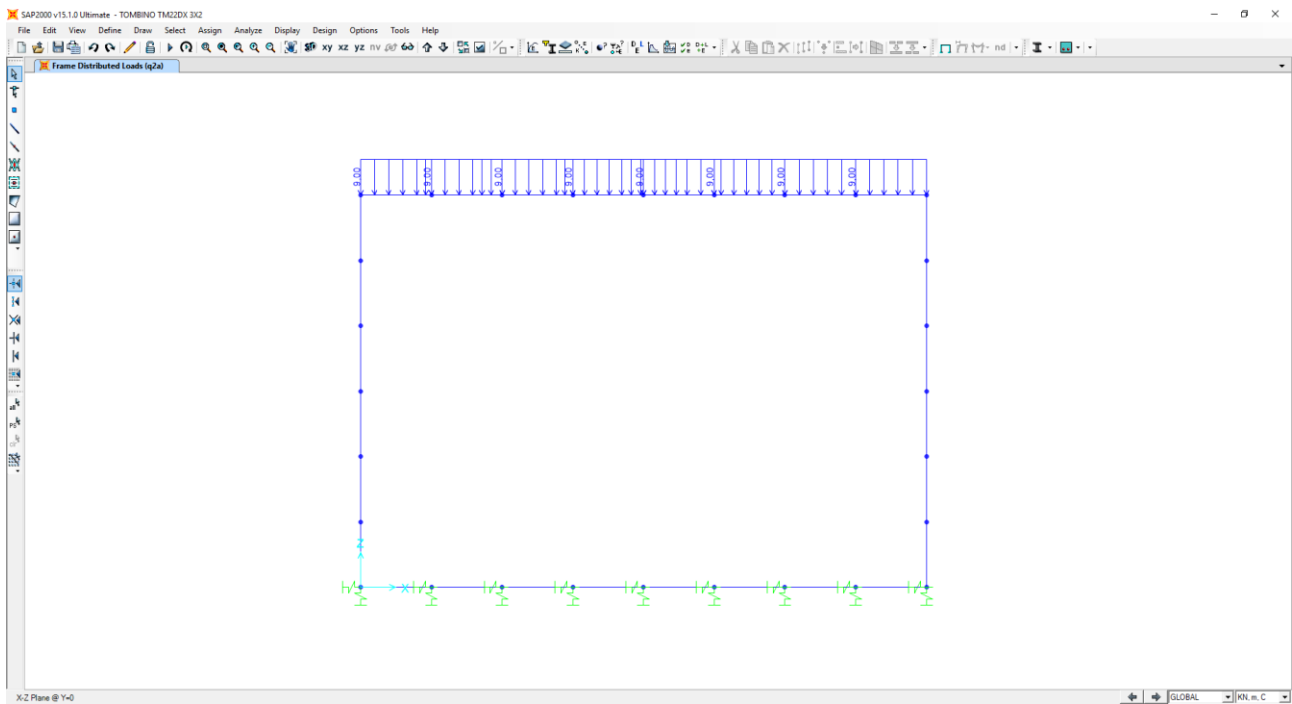 SAP2000 v15.1.0 Ultimate - TOMBINO TM22DX 3X2
File Edit View Define Draw Select Assign Analyze Display Design Options Tools Help
xy xz yz nv nd
Frame Distributed Loads (q2a)
9.00 9.00 9.00 9.00 9.00 9.00 9.00 9.00
Z
X
X-Z Plane @ Y=0 GLOBAL KN, m, C